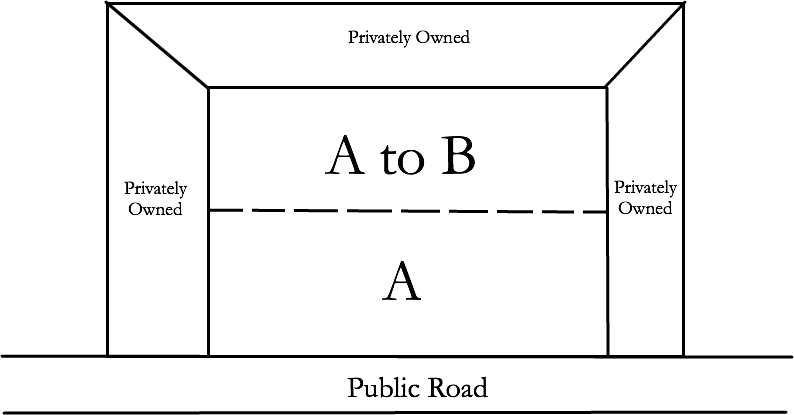 Privately Owned
A to B
Privately
Owned
Privately
Owned
A
Public Road